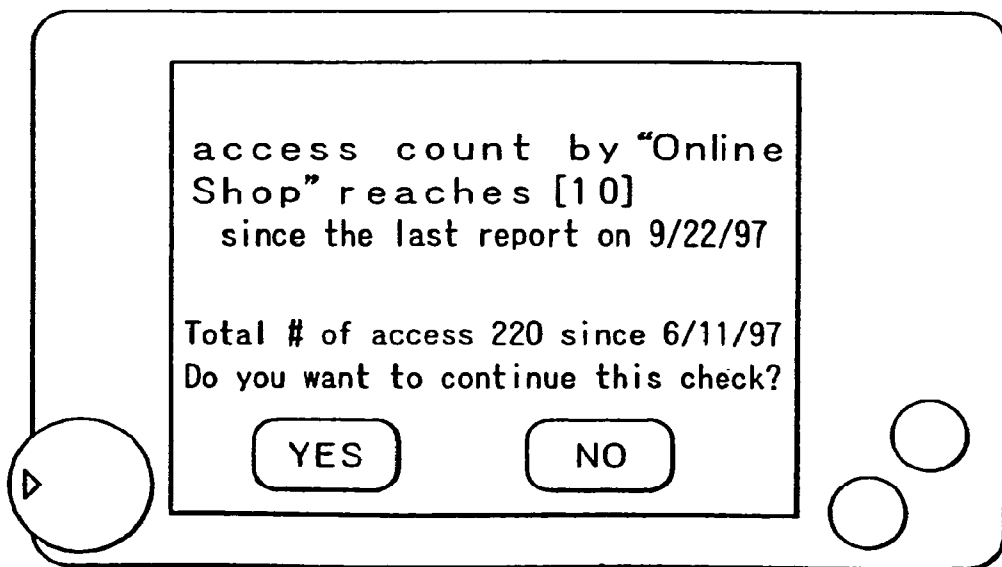 access count by “Online
Shop” reaches [10]
since the last report on 9/22/97
Total # of access 220 since 6/11/97
Do you want to continue this check?
YES NO